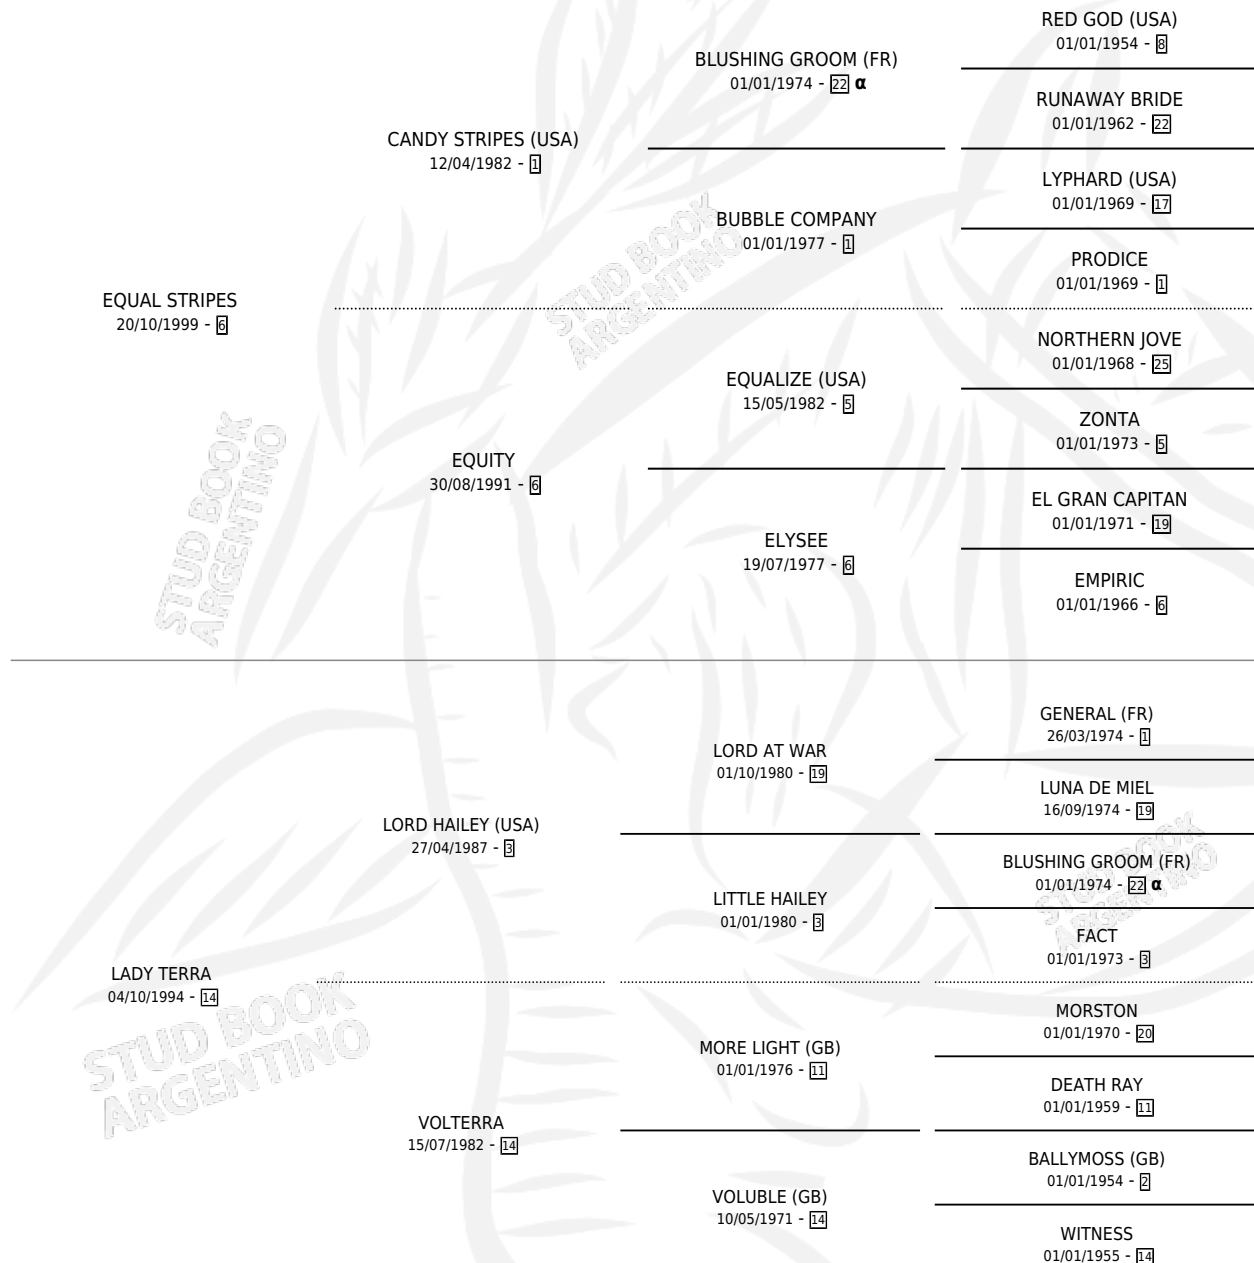 RED GOD (USA)
01/01/1954 - 8
BLUSHING GROOM (FR)
01/01/1974 - 22 α
RUNAWAY BRIDE
01/01/1962 - 22
CANDY STRIPES (USA)
12/04/1982 - 1
LYPHARD (USA)
01/01/1969 - 17
BUBBLE COMPANY
01/01/1977 - 1
PRODICE
01/01/1969 - 1
EQUAL STRIPES
20/10/1999 - 6
NORTHERN JOVE
01/01/1968 - 25
EQUALIZE (USA)
15/05/1982 - 5
ZONTA
01/01/1973 - 5
EQUITY
30/08/1991 - 6
EL GRAN CAPITAN
01/01/1971 - 19
ELYSEE
19/07/1977 - 6
EMPIRIC
01/01/1966 - 6
GENERAL (FR)
26/03/1974 - 1
LORD AT WAR
01/10/1980 - 19
LUNA DE MIEL
16/09/1974 - 19
LORD HAILEY (USA)
27/04/1987 - 3
BLUSHING GROOM (FR)
01/01/1974 - 22 α
LITTLE HAILEY
01/01/1980 - 3
FACT
01/01/1973 - 3
LADY TERRA
04/10/1994 - 14
MORSTON
01/01/1970 - 20
MORE LIGHT (GB)
01/01/1976 - 11
DEATH RAY
01/01/1959 - 11
VOLTERRA
15/07/1982 - 14
BALLYMOSS (GB)
01/01/1954 - 2
VOLUBLE (GB)
10/05/1971 - 14
WITNESS
01/01/1955 - 14
STUD BOOK
ARGENTINO
STUD BOOK
ARGENTINO
STUD BOOK
ARGENTINO
STUD BOOK
ARGENTINO